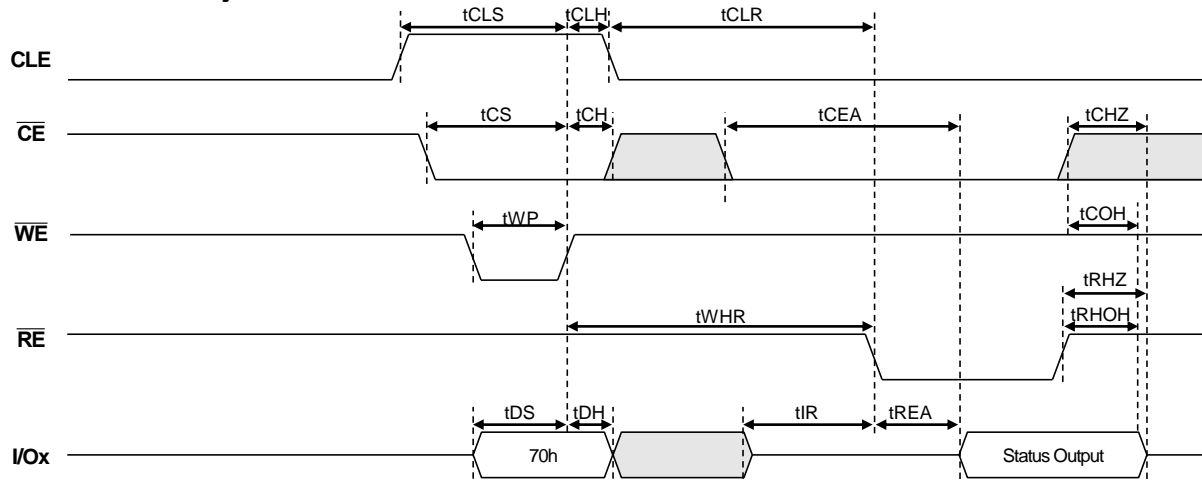 tCLS tCLH tCLR
CLE
CE tCS tCH tCEA tCHZ
WE tWP tCOH
tRHZ
RE tWHR tRHOH
tDS tDH tIR tREA
I/Ox 70h Status Output